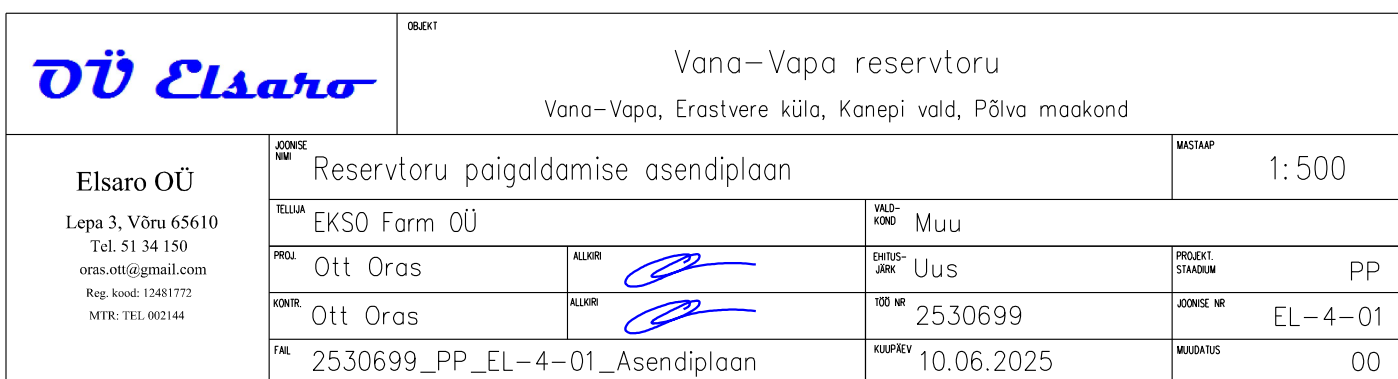 OÜ Elsaro
OBJEKT
Vana-Vapa reservtoru
Vana-Vapa, Erastvere küla, Kanepi vald, Põlva maakond
Elsaro OÜ
Lepa 3, Võru 65610
Tel. 51 34 150
oras.ott@gmail.com
Reg. kood: 12481772
MTR: TEL 002144
JOONISE NIMI Reservtoru paigaldamise asendiplaan
MASTAAP 1:500
TELLIJA EKSO Farm OÜ
VALD-KOND Muu
PROJ. Ott Oras ALLKIRI
EHITUS-JÄRK Uus
PROJEKT. STAADIUM PP
KONTR. Ott Oras ALLKIRI
TÖÖ NR 2530699
JOONISE NR EL-4-01
FAIL 2530699_PP_EL-4-01_Asendiplaan
KUUPÄEV 10.06.2025
MUUDATUS 00